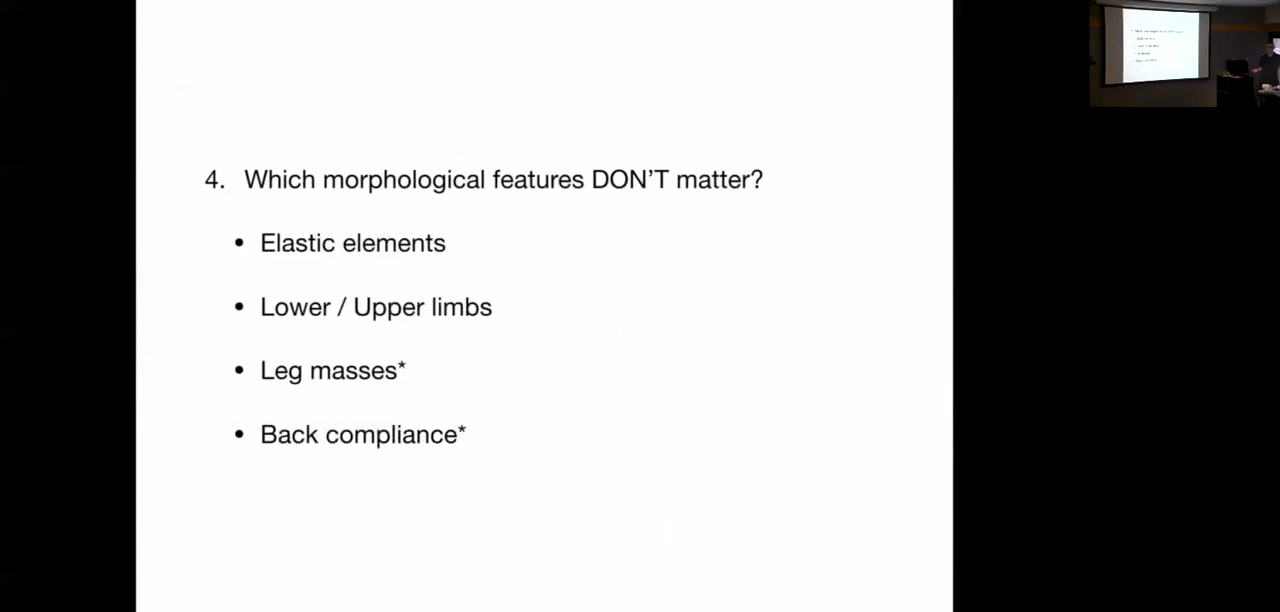 4. Which morphological features DON'T matter?
• Elastic elements
• Lower / Upper limbs
• Leg masses*
• Back compliance*